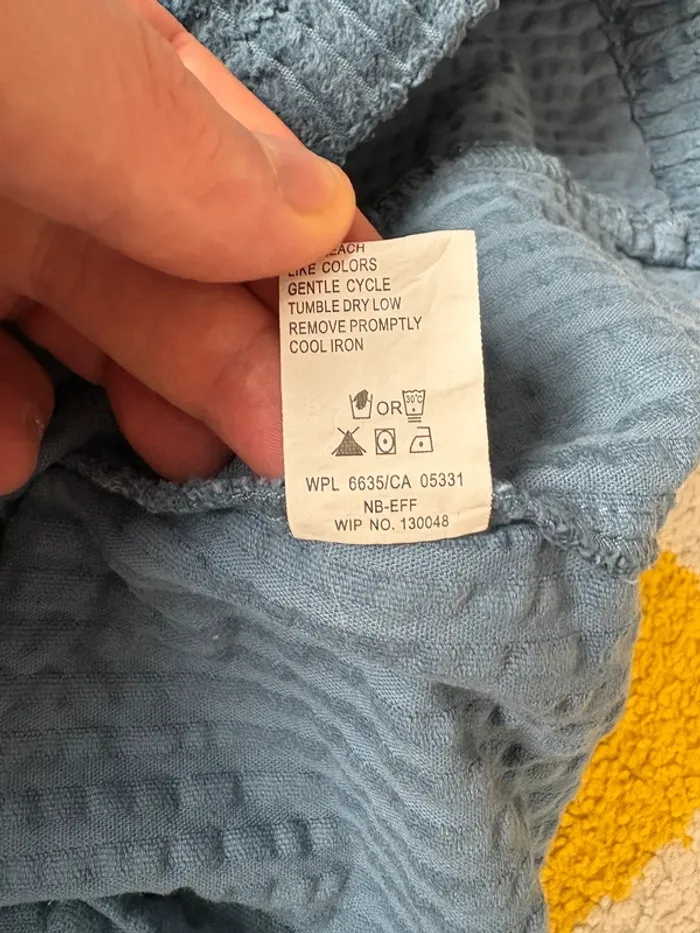 LIKE COLORS
GENTLE CYCLE
TUMBLE DRY LOW
REMOVE PROMPTLY
COOL IRON
OR 30°C
WPL 6635/CA 05331
NB-EFF
WIP NO. 130048